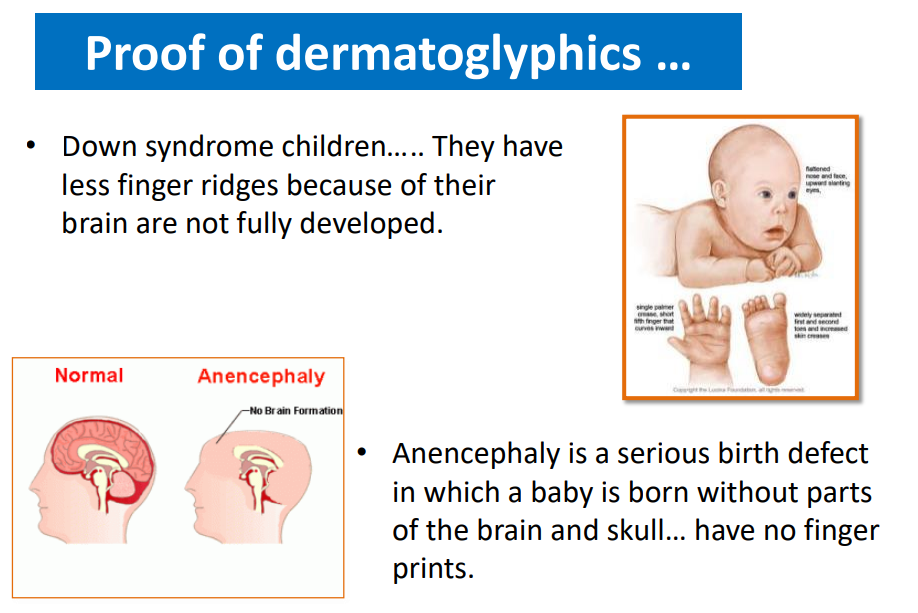 Proof of dermatoglyphics ...
• Down syndrome children..... They have
less finger ridges because of their
brain are not fully developed.
flattened
nose and face,
upward slanting
eyes,
single palmer
crease, short
fifth finger that
curves inward
widely separated
first and second
toes and increased
skin creases
Copyright the Lucina Foundation, all rights reserved.
Normal
Anencephaly
No Brain Formation
• Anencephaly is a serious birth defect
in which a baby is born without parts
of the brain and skull... have no finger
prints.